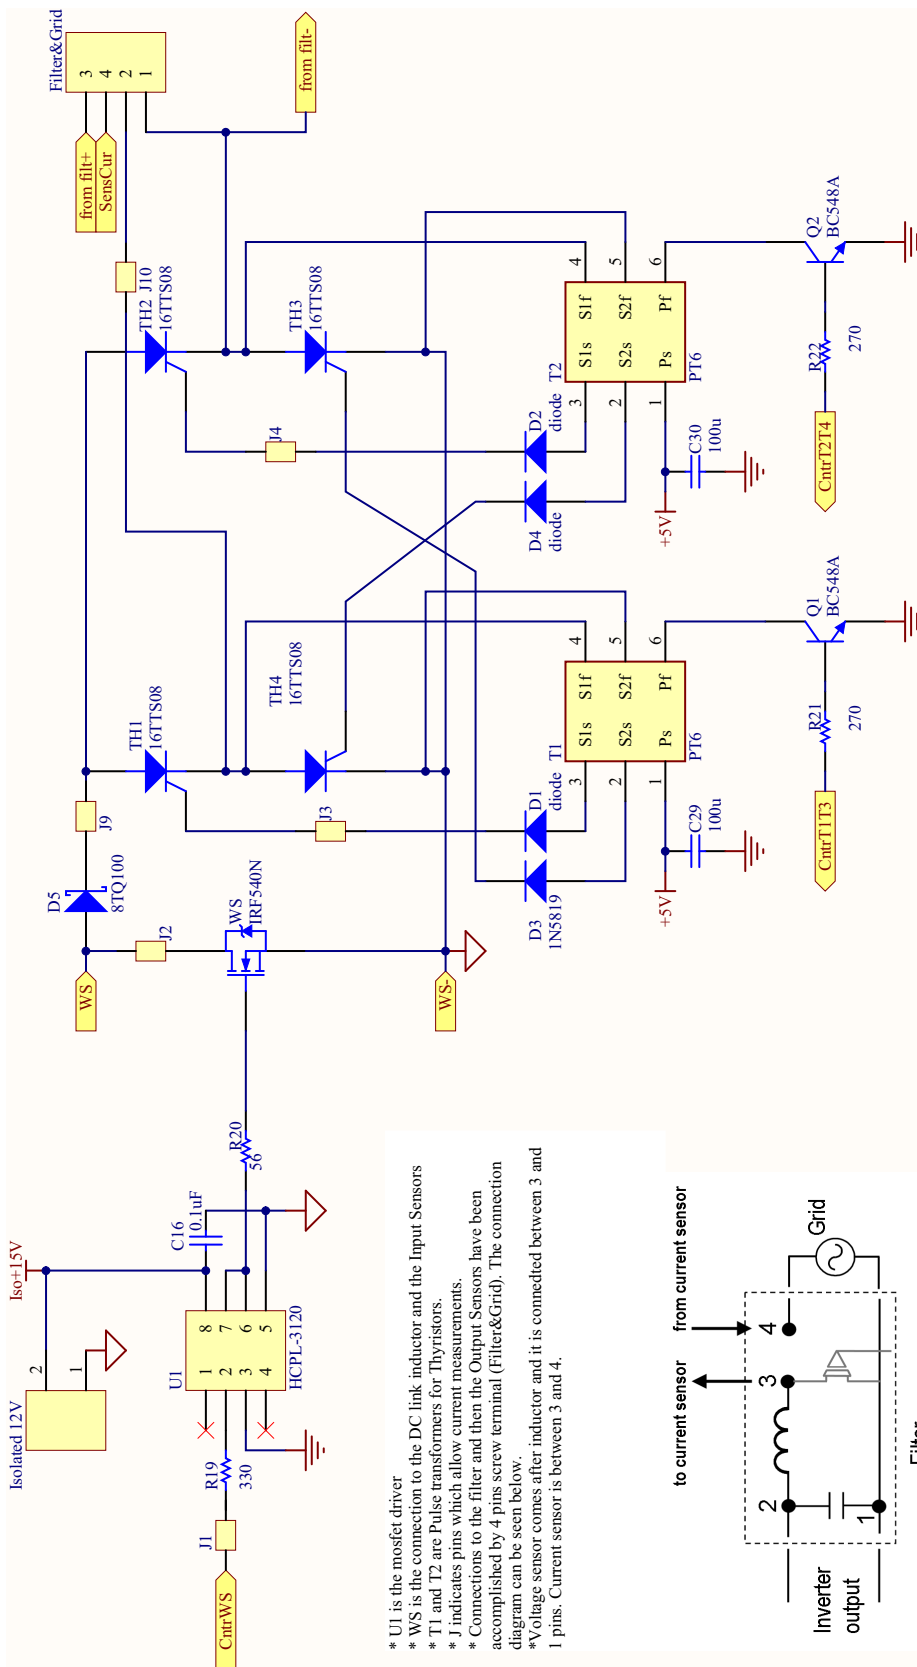 Isolated 12V
2
1
Iso+15V
C16
0.1uF
U1
1
2
3
4
8
7
6
5
HCPL-3120
CntrWS
J1
R19
330
R20
56
WS
J2
WS
IRF540N
WS-
D5
8TQ100
J9
TH1
16TTS08
TH4
16TTS08
TH2
16TTS08
J10
TH3
16TTS08
J3
J4
from filt+
SensCur
Filter&Grid
3
4
2
1
from filt-
D1
diode
D3
1N5819
T1
3
S1s
S1f
4
2
S2s
S2f
5
1
Ps
Pf
6
PT6
+5V
C29
100u
CntrT1T3
R21
270
Q1
BC548A
D2
diode
D4
diode
T2
3
S1s
S1f
4
2
S2s
S2f
5
1
Ps
Pf
6
PT6
+5V
C30
100u
CntrT2T4
R22
270
Q2
BC548A
* U1 is the mosfet driver
* WS is the connection to the DC link inductor and the Input Sensors
* T1 and T2 are Pulse transformers for Thyristors.
* J indicates pins which allow current measurements.
* Connections to the filter and then the Output Sensors have been
accomplished by 4 pins screw terminal (Filter&Grid). The connection
diagram can be seen below.
*Voltage sensor comes after inductor and it is connedted between 3 and
1 pins. Current sensor is between 3 and 4.
to current sensor
from current sensor
2
3
4
1
Grid
Inverter
output
Filter